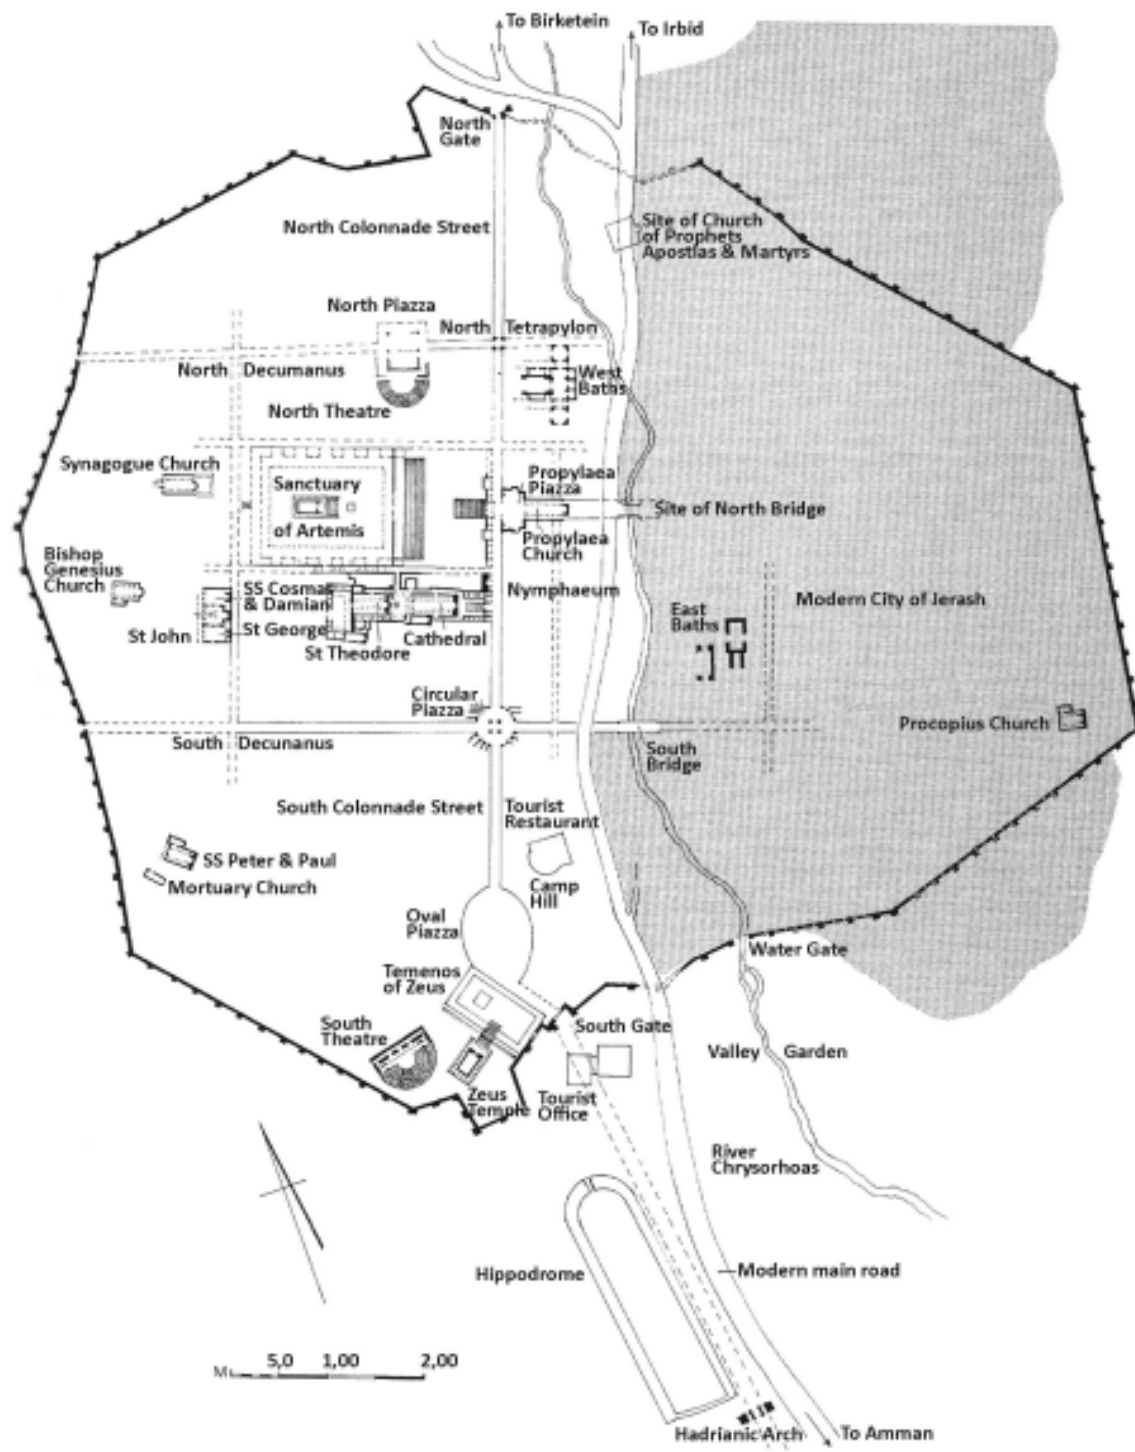 To Birketein
To Irbid
North
Gate
North Colonnade Street
Site of Church
of Prophets
Apostlas & Martyrs
North Piazza
North Tetrapylon
North Decumanus
West
Baths
North Theatre
Synagogue Church
Sanctuary
of Artemis
Propylaea
Piazza
Site of North Bridge
Propylaea
Church
Bishop
Genesius
Church
SS Cosmas
& Damian
Nymphaeum
East
Baths
Modern City of Jerash
St John
St George
St Theodore
Cathedral
Circular
Piazza
Procopius Church
South Decunanus
South
Bridge
South Colonnade Street
Tourist
Restaurant
SS Peter & Paul
Mortuary Church
Camp
Hill
Oval
Piazza
Water Gate
Temenos
of Zeus
South
Theatre
South Gate
Valley Garden
Zeus
Temple
Tourist
Office
River
Chrysorhoas
Hippodrome
Modern main road
M 5,0 1,00 2,00
Hadrianic Arch
To Amman